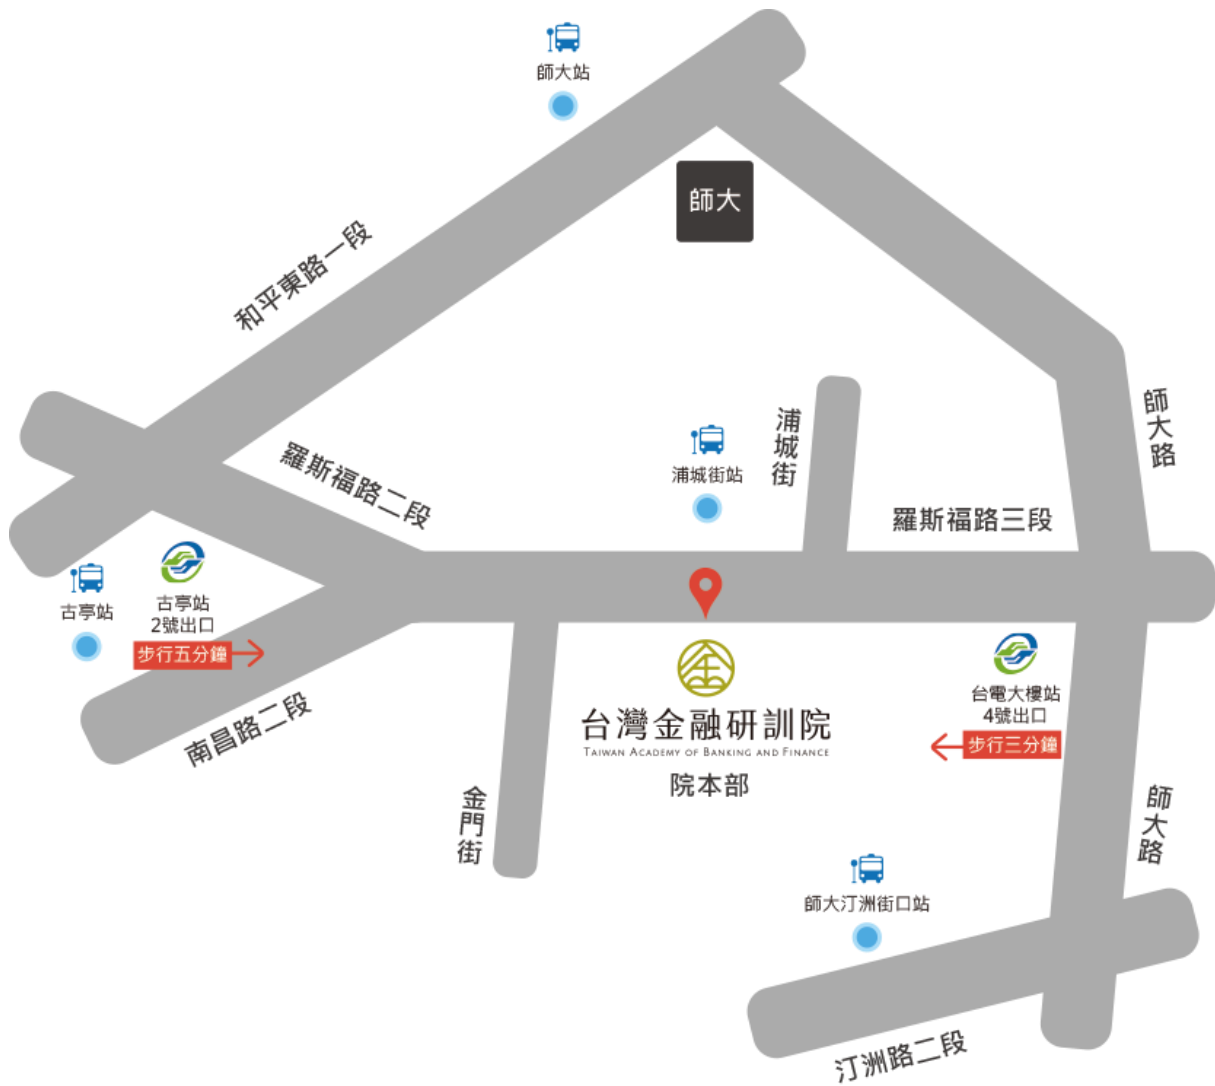 師大站
師大
和平東路一段
師大路
浦城街
羅斯福路二段
浦城街站
羅斯福路三段
古亭站
古亭站
2號出口
步行五分鐘
台灣金融研訓院
TAIWAN ACADEMY OF BANKING AND FINANCE
院本部
台電大樓站
4號出口
步行三分鐘
南昌路二段
金門街
師大路
師大汀洲街口站
汀洲路二段